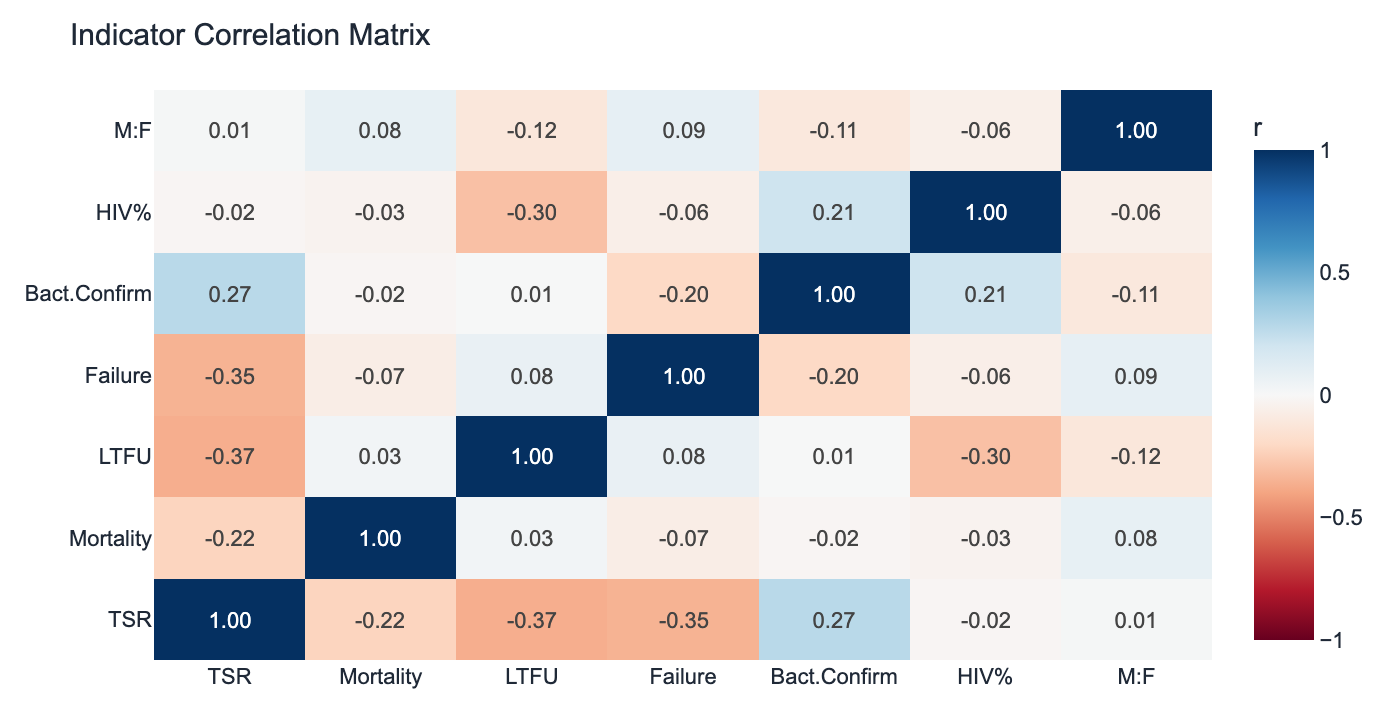 Indicator Correlation Matrix
r
M:F 0.01 0.08 -0.12 0.09 -0.11 -0.06 1.00
HIV% -0.02 -0.03 -0.30 -0.06 0.21 1.00 -0.06
Bact.Confirm 0.27 -0.02 0.01 -0.20 1.00 0.21 -0.11
Failure -0.35 -0.07 0.08 1.00 -0.20 -0.06 0.09
LTFU -0.37 0.03 1.00 0.08 0.01 -0.30 -0.12
Mortality -0.22 1.00 0.03 -0.07 -0.02 -0.03 0.08
TSR 1.00 -0.22 -0.37 -0.35 0.27 -0.02 0.01
TSR Mortality LTFU Failure Bact.Confirm HIV% M:F
1
0.5
0
−0.5
−1